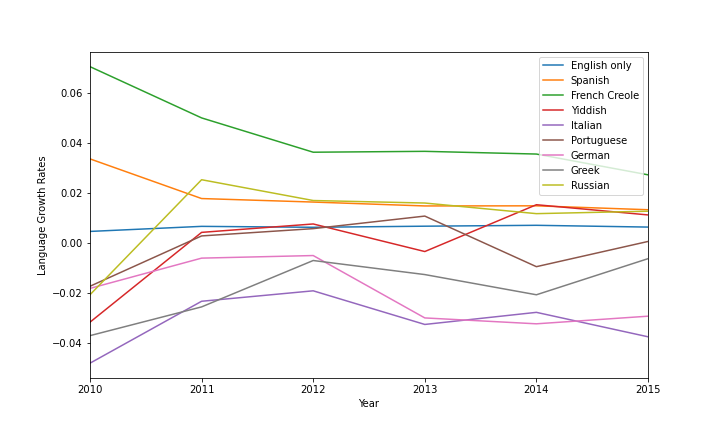 Language Growth Rates
0.06
0.04
0.02
0.00
−0.02
−0.04
English only
Spanish
French Creole
Yiddish
Italian
Portuguese
German
Greek
Russian
2010 2011 2012 2013 2014 2015
Year